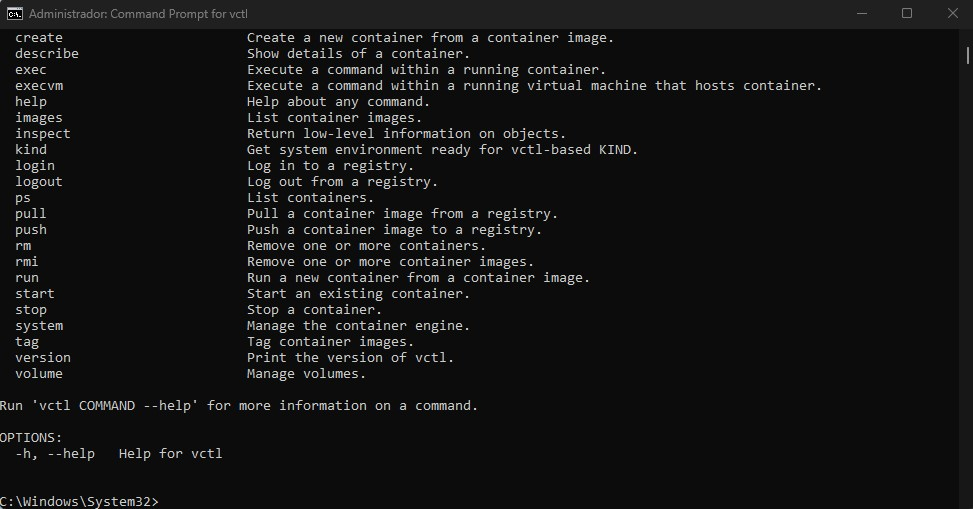 Administrador: Command Prompt for vctl
create Create a new container from a container image.
describe Show details of a container.
exec Execute a command within a running container.
execvm Execute a command within a running virtual machine that hosts container.
help Help about any command.
images List container images.
inspect Return low-level information on objects.
kind Get system environment ready for vctl-based KIND.
login Log in to a registry.
logout Log out from a registry.
ps List containers.
pull Pull a container image from a registry.
push Push a container image to a registry.
rm Remove one or more containers.
rmi Remove one or more container images.
run Run a new container from a container image.
start Start an existing container.
stop Stop a container.
system Manage the container engine.
tag Tag container images.
version Print the version of vctl.
volume Manage volumes.
Run 'vctl COMMAND --help' for more information on a command.
OPTIONS:
-h, --help Help for vctl
C:\Windows\System32>